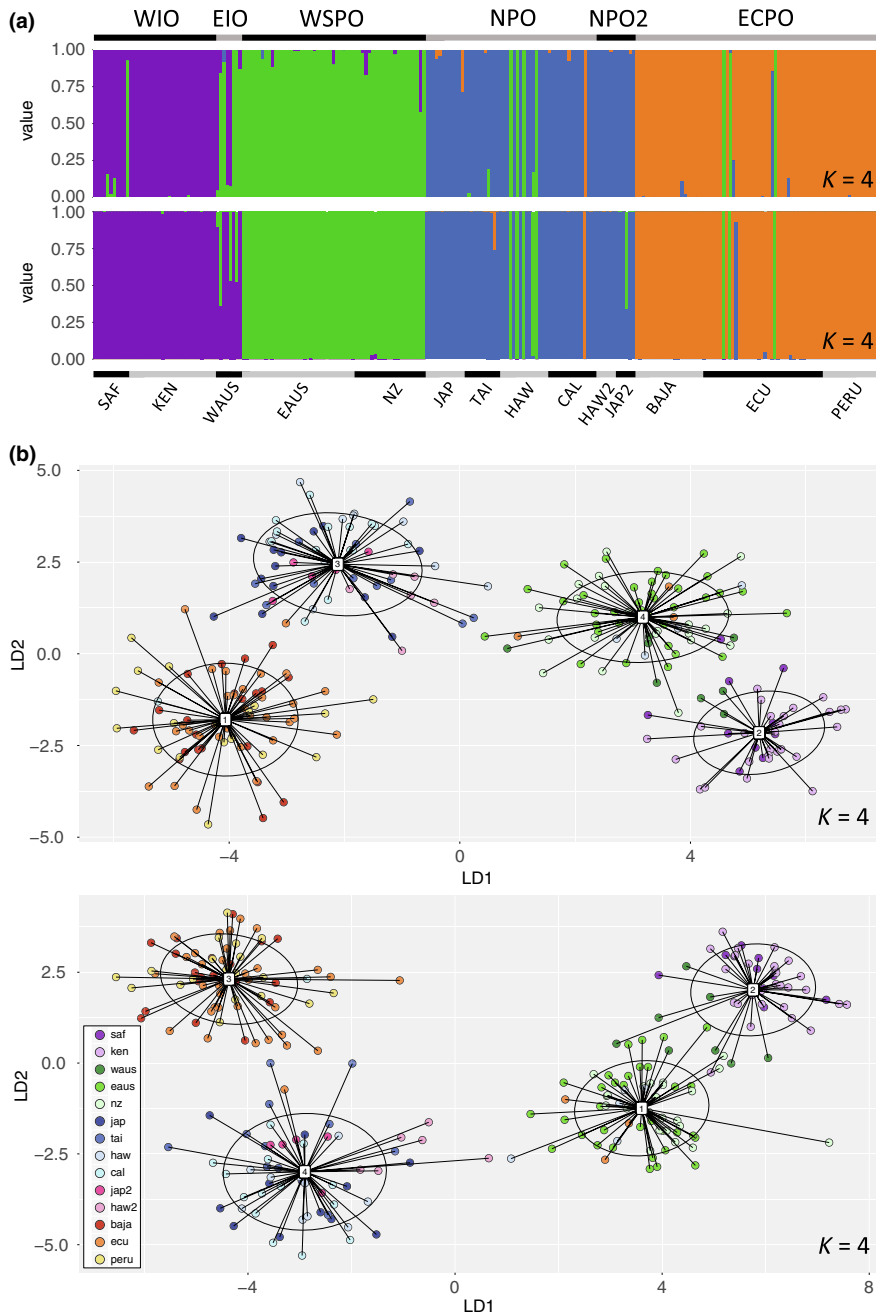 (a)
WIO EIO WSPO NPO NPO2 ECPO
1.00
0.75
value
0.50
0.25
0.00
K = 4
1.00
0.75
value
0.50
0.25
0.00
K = 4
SAF KEN WAUS EAUS NZ JAP TAI HAW CAL HAW2 JAP2 BAJA ECU PERU
(b)
5.0
2.5
LD2
0.0
−2.5
−5.0
3
4
1
2
K = 4
−4 0 4
LD1
2.5
LD2
0.0
−2.5
−5.0
3
2
1
4
saf
ken
waus
eaus
nz
jap
tai
haw
cal
jap2
haw2
baja
ecu
peru
K = 4
−4 0 4 8
LD1